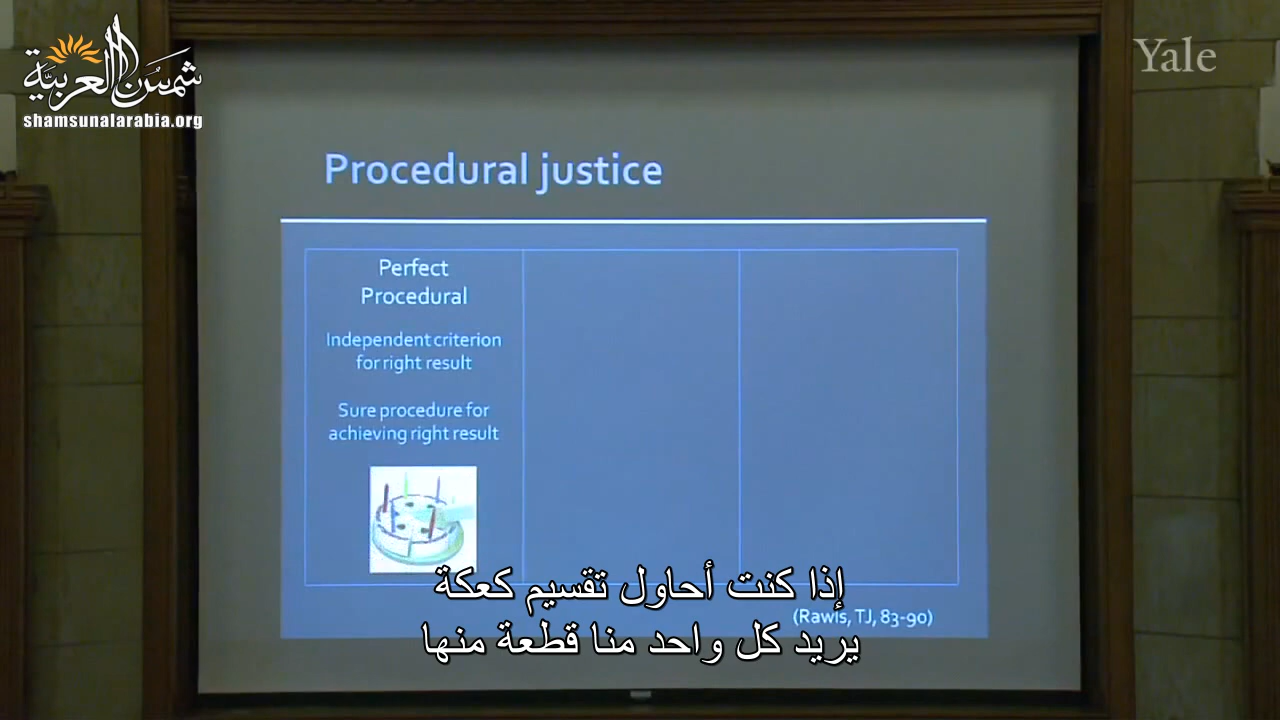 شمس العربية
shamsunalarabia.org
Yale
Procedural justice
Perfect
Procedural
Independent criterion
for right result
Sure procedure for
achieving right result
(Rawls, TJ, 83-90)
إذا كنت أحاول تقسيم كعكة
يريد كل واحد منا قطعة منها